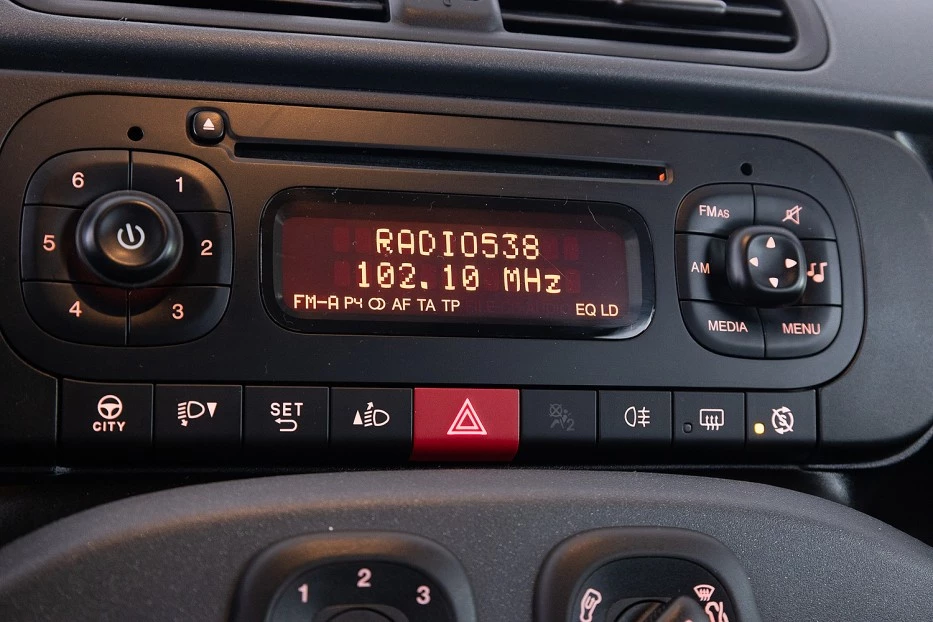 6 1
5 2
4 3
RADIO538
102.10 MHz
FM-A P4 AF TA TP EQ LD
FMAS
AM
MEDIA MENU
CITY
SET
2
1 2 3